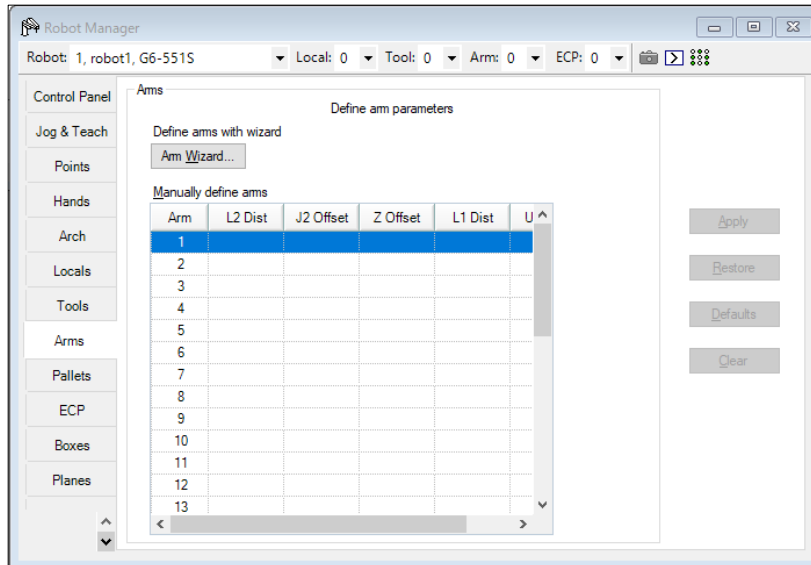 Robot Manager
Robot: 1, robot1, G6-551S Local: 0 Tool: 0 Arm: 0 ECP: 0
Control Panel
Jog & Teach
Points
Hands
Arch
Locals
Tools
Arms
Pallets
ECP
Boxes
Planes
Arms
Define arm parameters
Define arms with wizard
Arm Wizard...
Manually define arms
Arm L2 Dist J2 Offset Z Offset L1 Dist U
1
2
3
4
5
6
7
8
9
10
11
12
13
Apply
Restore
Defaults
Clear